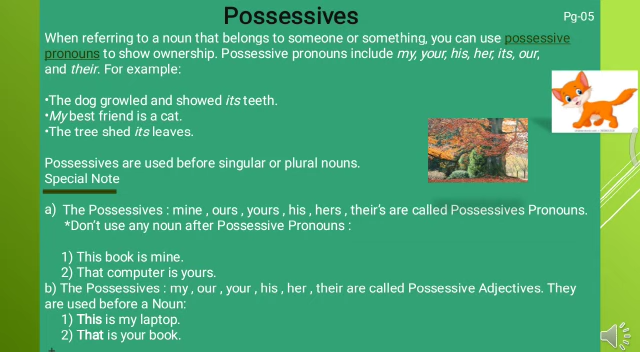 Possessives
Pg-05
When referring to a noun that belongs to someone or something, you can use possessive
pronouns to show ownership. Possessive pronouns include my, your, his, her, its, our,
and their. For example:
•The dog growled and showed its teeth.
•My best friend is a cat.
•The tree shed its leaves.
Possessives are used before singular or plural nouns.
Special Note
a) The Possessives : mine , ours , yours , his , hers , their's are called Possessives Pronouns.
*Don't use any noun after Possessive Pronouns :
1) This book is mine.
2) That computer is yours.
b) The Possessives : my , our , your , his , her , their are called Possessive Adjectives. They
are used before a Noun:
1) This is my laptop.
2) That is your book.